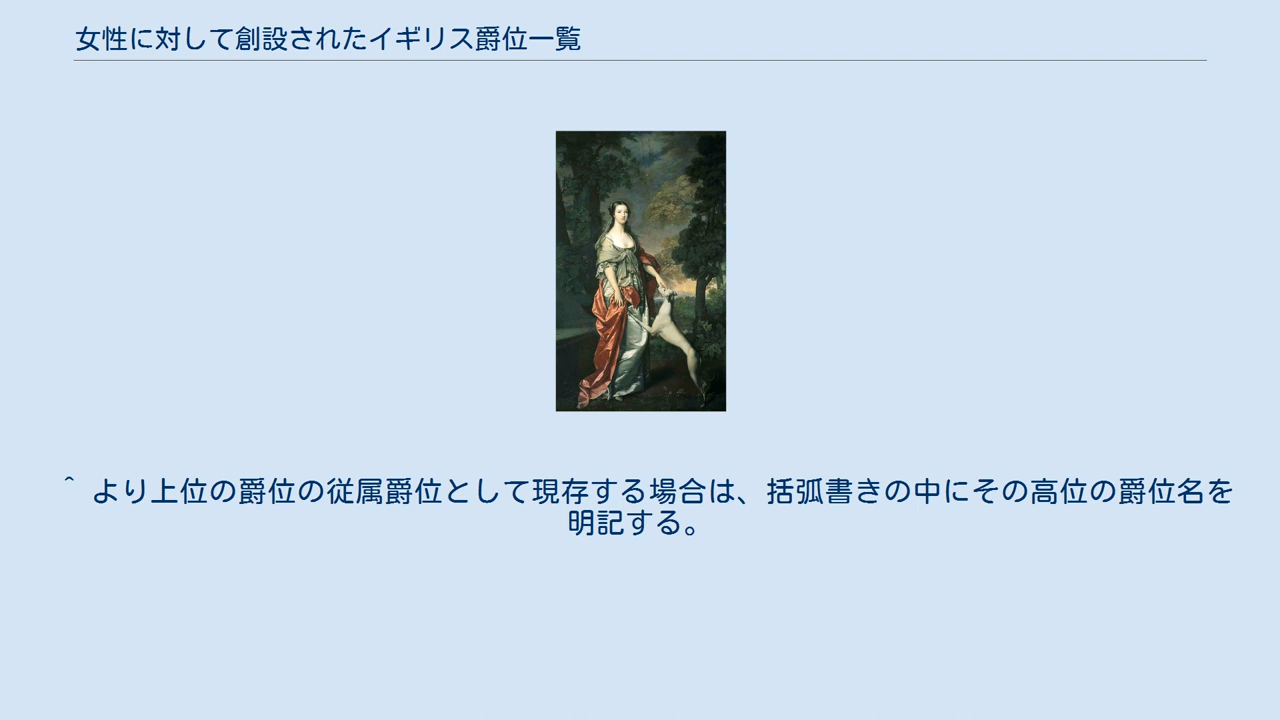 女性に対して創設されたイギリス爵位一覧
^ より上位の爵位の従属爵位として現存する場合は、括弧書きの中にその高位の爵位名を
明記する。